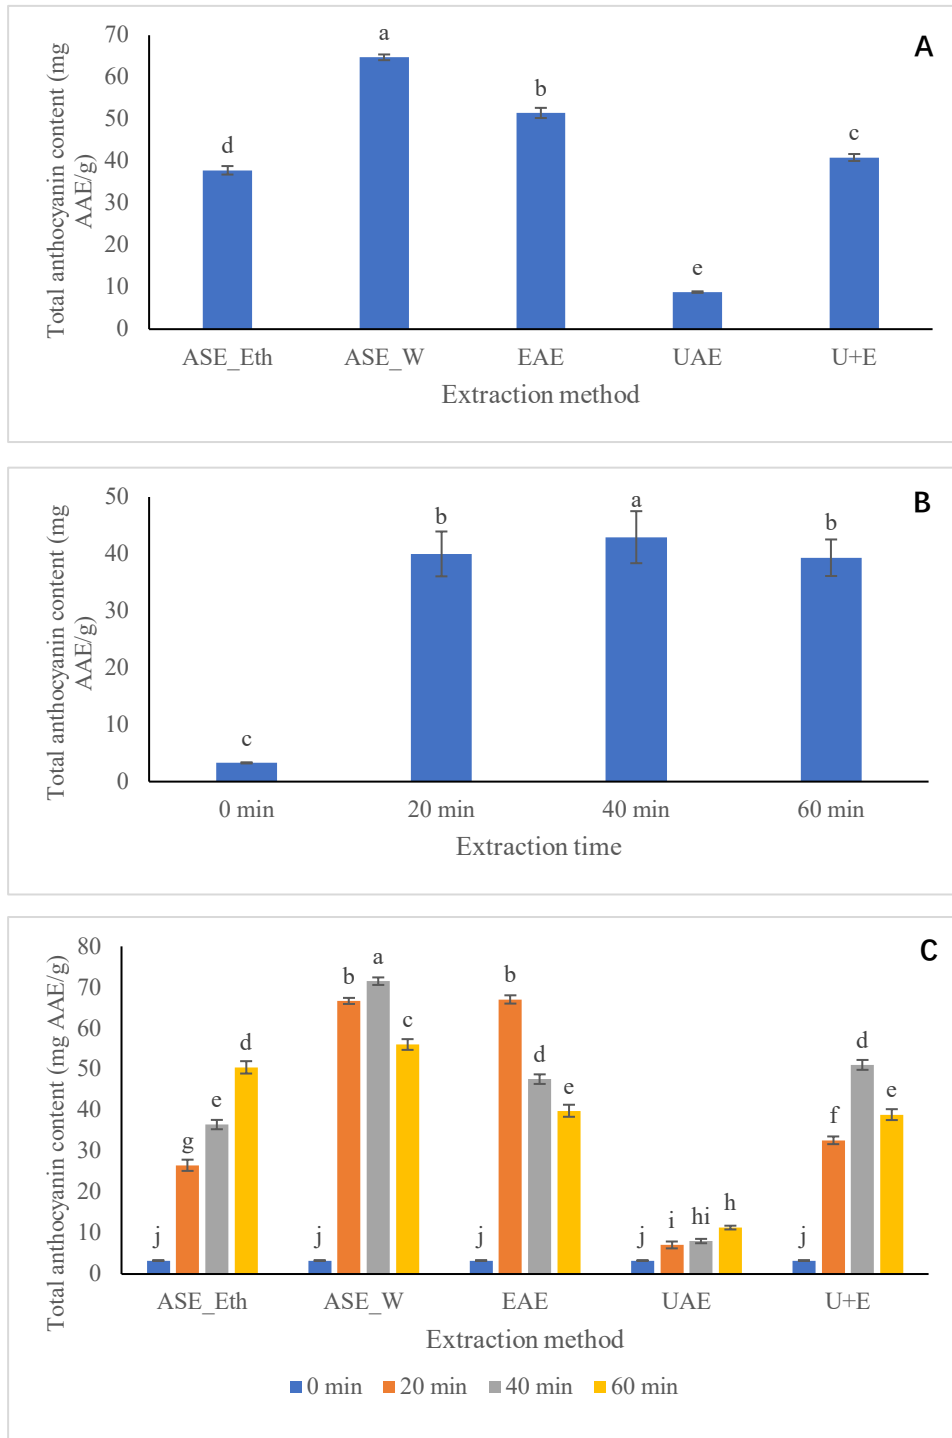 A
Total anthocyanin content (mg
AAE/g)
70
60
50
40
30
20
10
0
d
a
b
e
c
ASE_Eth ASE_W EAE UAE U+E
Extraction method
B
Total anthocyanin content (mg
AAE/g)
50
40
30
20
10
0
c
b
a
b
0 min 20 min 40 min 60 min
Extraction time
C
Total anthocyanin content (mg AAE/g)
80
70
60
50
40
30
20
10
0
j g e d
j b a c
j b d e
j i hi h
j f d e
ASE_Eth ASE_W EAE UAE U+E
Extraction method
0 min 20 min 40 min 60 min